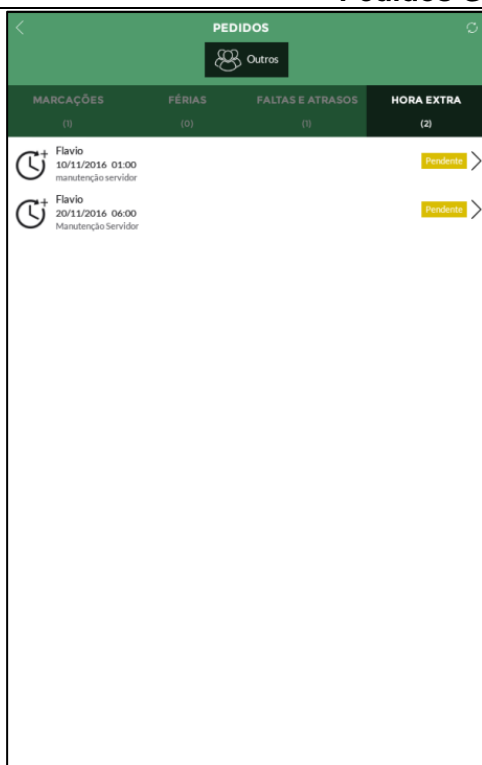 PEDIDOS
Outros
MARCAÇÕES FÉRIAS FALTAS E ATRASOS HORA EXTRA
(1) (0) (1) (2)
Flavio
10/11/2016 01:00 Pendente
manutenção servidor
Flavio
20/11/2016 06:00 Pendente
Manutenção Servidor